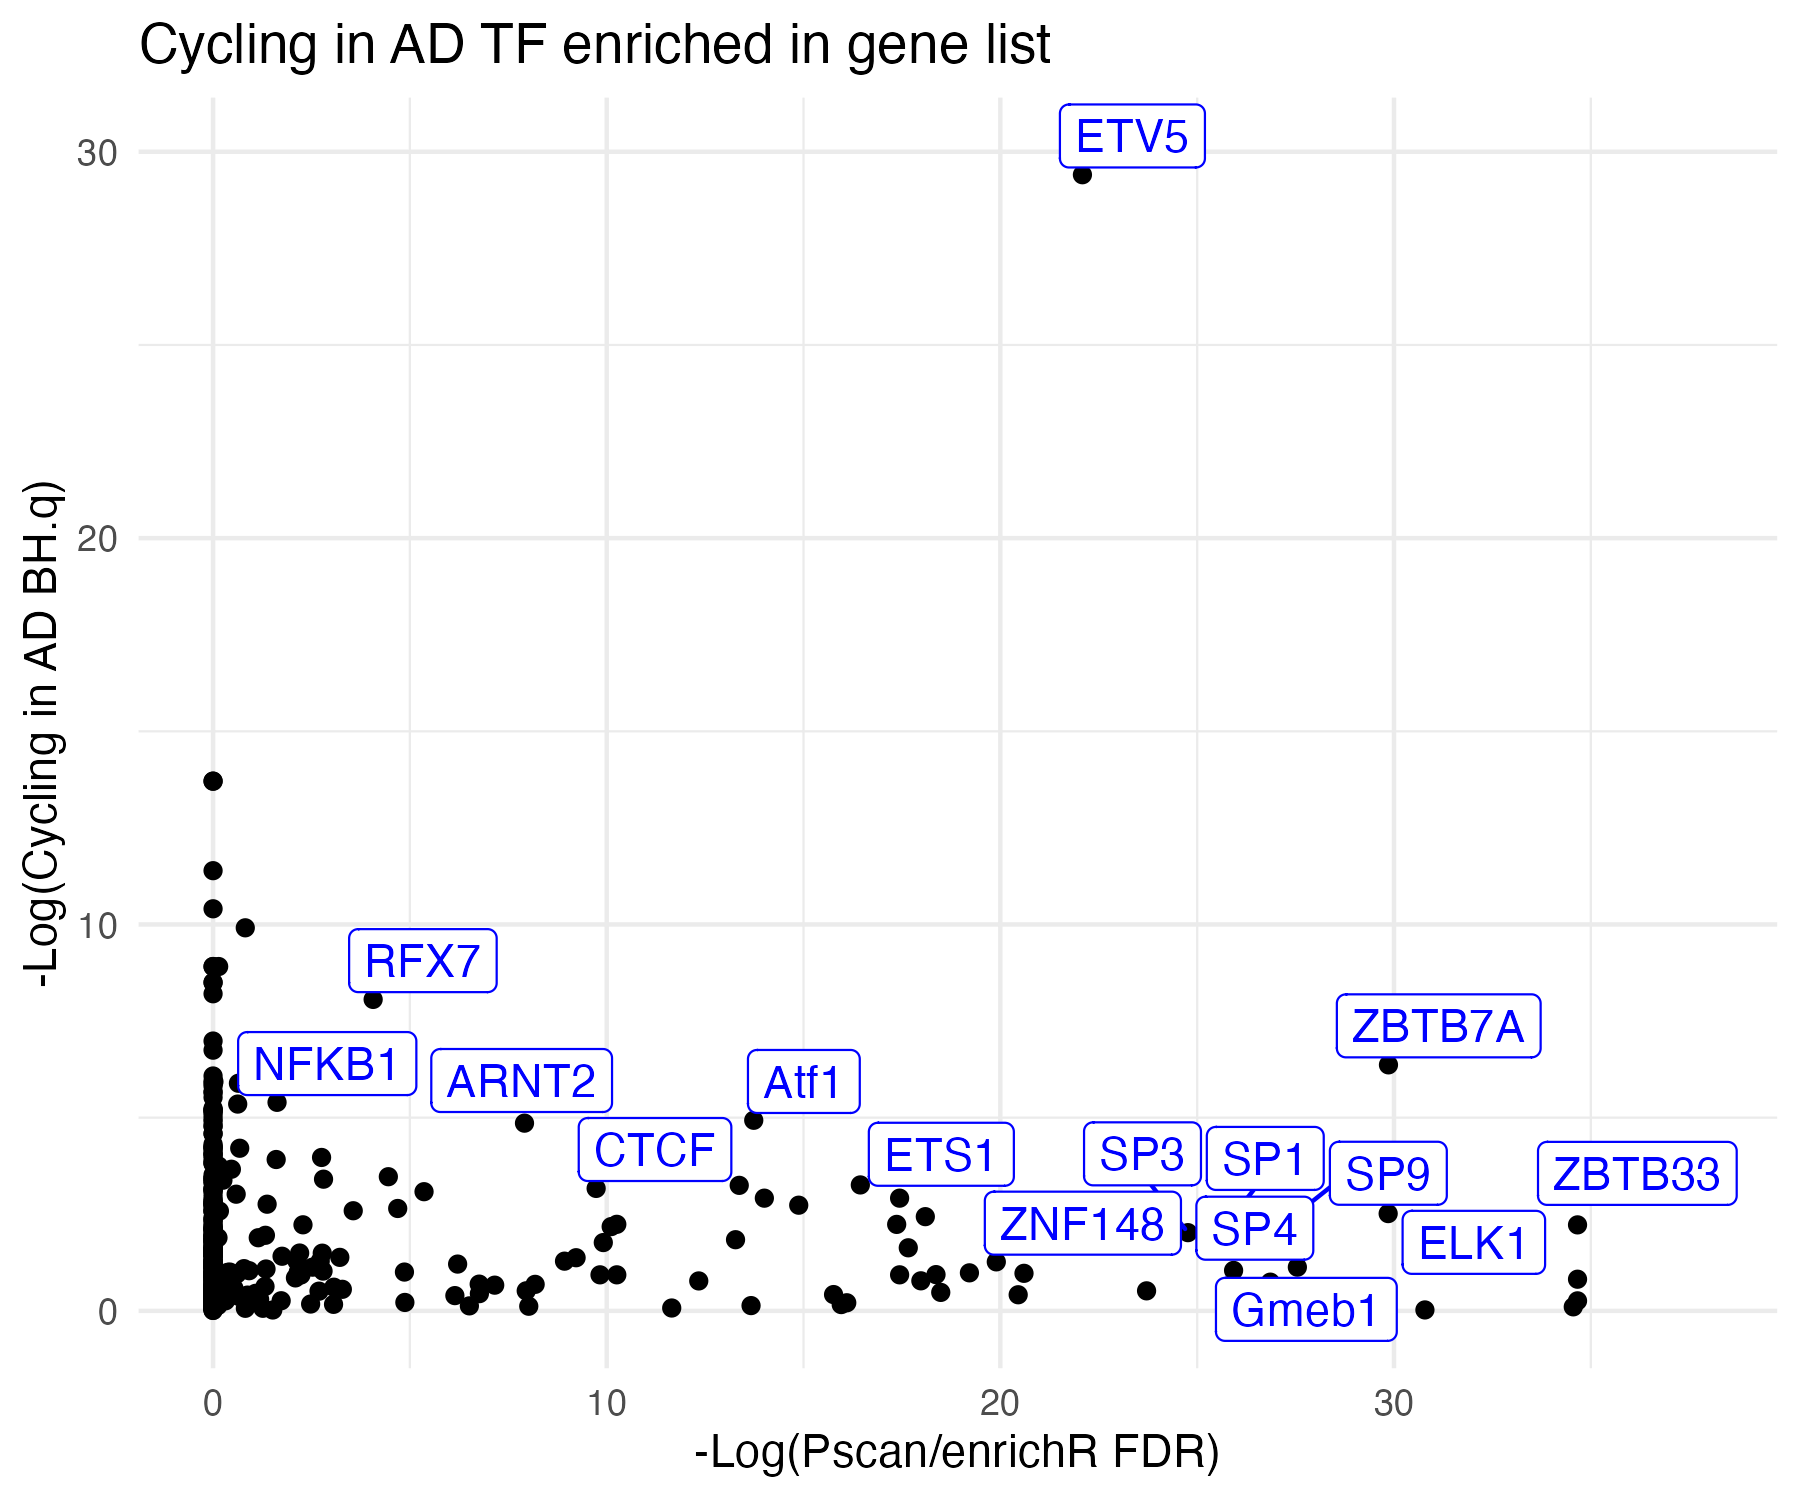 Cycling in AD TF enriched in gene list
ETV5
30
20
-Log(Cycling in AD BH.q)
10
RFX7
ZBTB7A
NFKB1
ARNT2
Atf1
CTCF
ETS1
SP3
SP1
SP9
ZBTB33
ZNF148
SP4
ELK1
0
Gmeb1
0
10
20
30
-Log(Pscan/enrichR FDR)